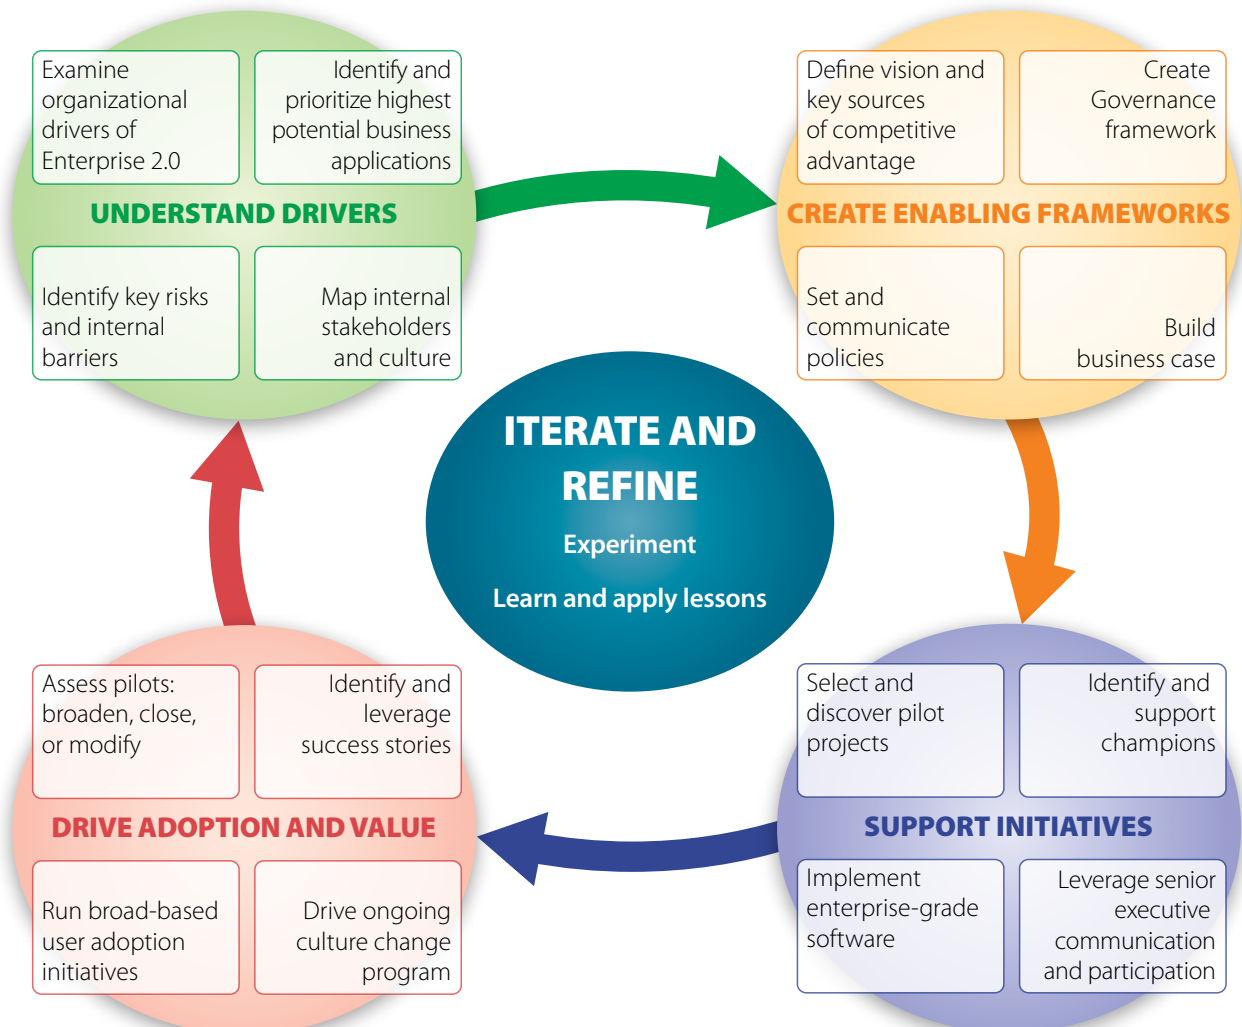 Examine
organizational
drivers of
Enterprise 2.0
Identify and
prioritize highest
potential business
applications
UNDERSTAND DRIVERS
Identify key risks
and internal
barriers
Map internal
stakeholders
and culture
Define vision and
key sources
of competitive
advantage
Create
Governance
framework
CREATE ENABLING FRAMEWORKS
Set and
communicate
policies
Build
business case
ITERATE AND
REFINE
Experiment
Learn and apply lessons
Assess pilots:
broaden, close,
or modify
Identify and
leverage
success stories
DRIVE ADOPTION AND VALUE
Run broad-based
user adoption
initiatives
Drive ongoing
culture change
program
Select and
discover pilot
projects
Identify and
support
champions
SUPPORT INITIATIVES
Implement
enterprise-grade
software
Leverage senior
executive
communication
and participation